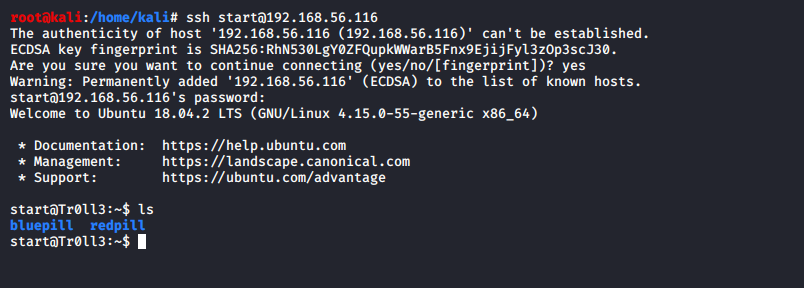 root@kali:/home/kali# ssh start@192.168.56.116
The authenticity of host '192.168.56.116 (192.168.56.116)' can't be established.
ECDSA key fingerprint is SHA256:RhN530LgY0ZFQupkWWarB5Fnx9EjijFyl3zOp3scJ30.
Are you sure you want to continue connecting (yes/no/[fingerprint])? yes
Warning: Permanently added '192.168.56.116' (ECDSA) to the list of known hosts.
start@192.168.56.116's password:
Welcome to Ubuntu 18.04.2 LTS (GNU/Linux 4.15.0-55-generic x86_64)
* Documentation:  https://help.ubuntu.com
* Management:     https://landscape.canonical.com
* Support:        https://ubuntu.com/advantage
start@Tr0ll3:~$ ls
bluepill  redpill
start@Tr0ll3:~$